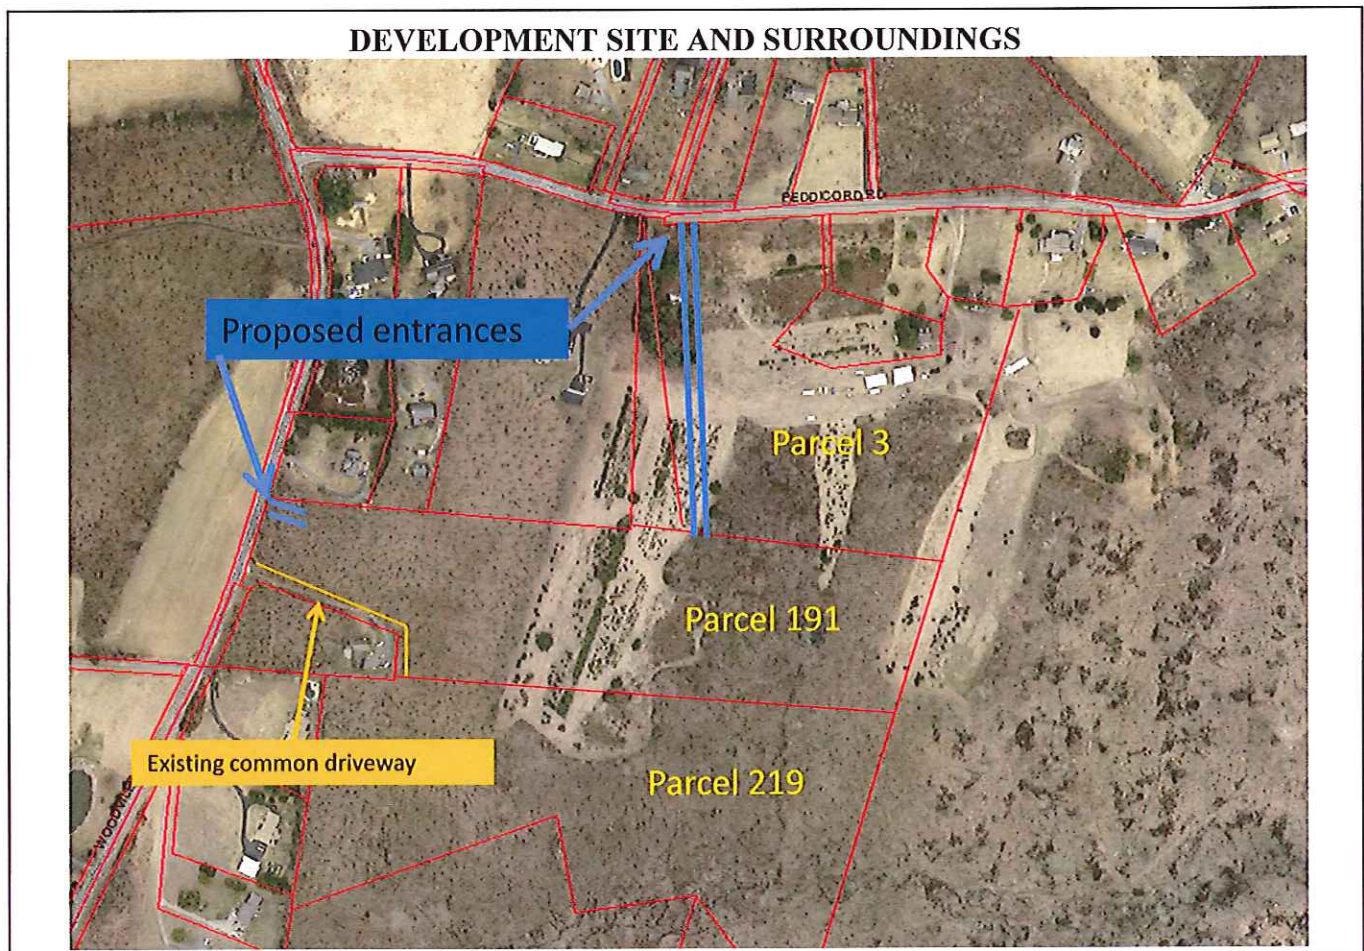 DEVELOPMENT SITE AND SURROUNDINGS
PEDDICORD RD
Proposed entrances
Parcel 3
Parcel 191
Existing common driveway
Parcel 219